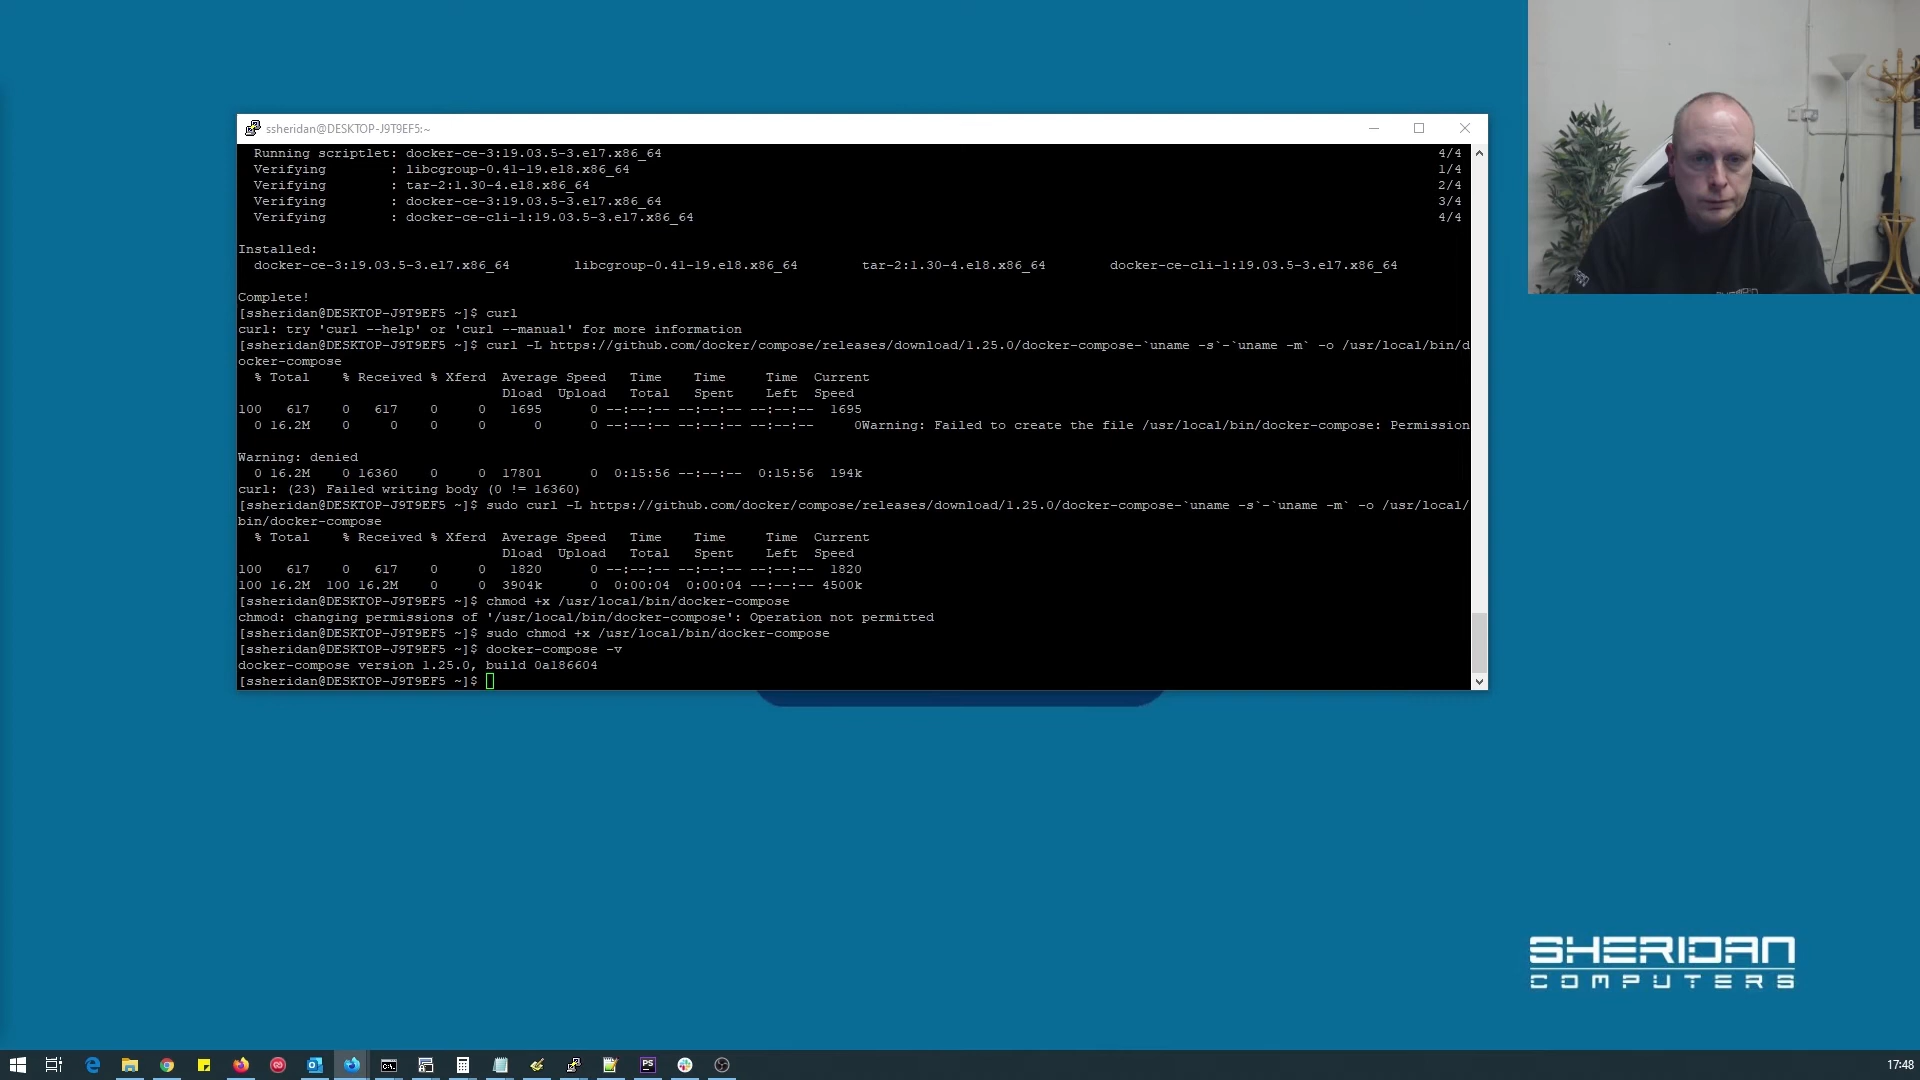 ssheridan@DESKTOP-J9T9EF5:~
Running scriptlet: docker-ce-3:19.03.5-3.el7.x86_64 4/4
Verifying : libcgroup-0.41-19.el8.x86_64 1/4
Verifying : tar-2:1.30-4.el8.x86_64 2/4
Verifying : docker-ce-3:19.03.5-3.el7.x86_64 3/4
Verifying : docker-ce-cli-1:19.03.5-3.el7.x86_64 4/4
Installed:
docker-ce-3:19.03.5-3.el7.x86_64 libcgroup-0.41-19.el8.x86_64 tar-2:1.30-4.el8.x86_64 docker-ce-cli-1:19.03.5-3.el7.x86_64
Complete!
[ssheridan@DESKTOP-J9T9EF5 ~]$ curl
curl: try 'curl --help' or 'curl --manual' for more information
[ssheridan@DESKTOP-J9T9EF5 ~]$ curl -L https://github.com/docker/compose/releases/download/1.25.0/docker-compose-`uname -s`-`uname -m` -o /usr/local/bin/d
ocker-compose
% Total % Received % Xferd Average Speed Time Time Time Current
Dload Upload Total Spent Left Speed
100 617 0 617 0 0 1695 0 --:--:-- --:--:-- --:--:-- 1695
0 16.2M 0 0 0 0 0 0 --:--:-- --:--:-- --:--:-- 0Warning: Failed to create the file /usr/local/bin/docker-compose: Permission
Warning: denied
0 16.2M 0 16360 0 0 17801 0 0:15:56 --:--:-- 0:15:56 194k
curl: (23) Failed writing body (0 != 16360)
[ssheridan@DESKTOP-J9T9EF5 ~]$ sudo curl -L https://github.com/docker/compose/releases/download/1.25.0/docker-compose-`uname -s`-`uname -m` -o /usr/local/
bin/docker-compose
% Total % Received % Xferd Average Speed Time Time Time Current
Dload Upload Total Spent Left Speed
100 617 0 617 0 0 1820 0 --:--:-- --:--:-- --:--:-- 1820
100 16.2M 100 16.2M 0 0 3904k 0 0:00:04 0:00:04 --:--:-- 4500k
[ssheridan@DESKTOP-J9T9EF5 ~]$ chmod +x /usr/local/bin/docker-compose
chmod: changing permissions of '/usr/local/bin/docker-compose': Operation not permitted
[ssheridan@DESKTOP-J9T9EF5 ~]$ sudo chmod +x /usr/local/bin/docker-compose
[ssheridan@DESKTOP-J9T9EF5 ~]$ docker-compose -v
docker-compose version 1.25.0, build 0a186604
[ssheridan@DESKTOP-J9T9EF5 ~]$
SHERIDAN
COMPUTERS
17:48